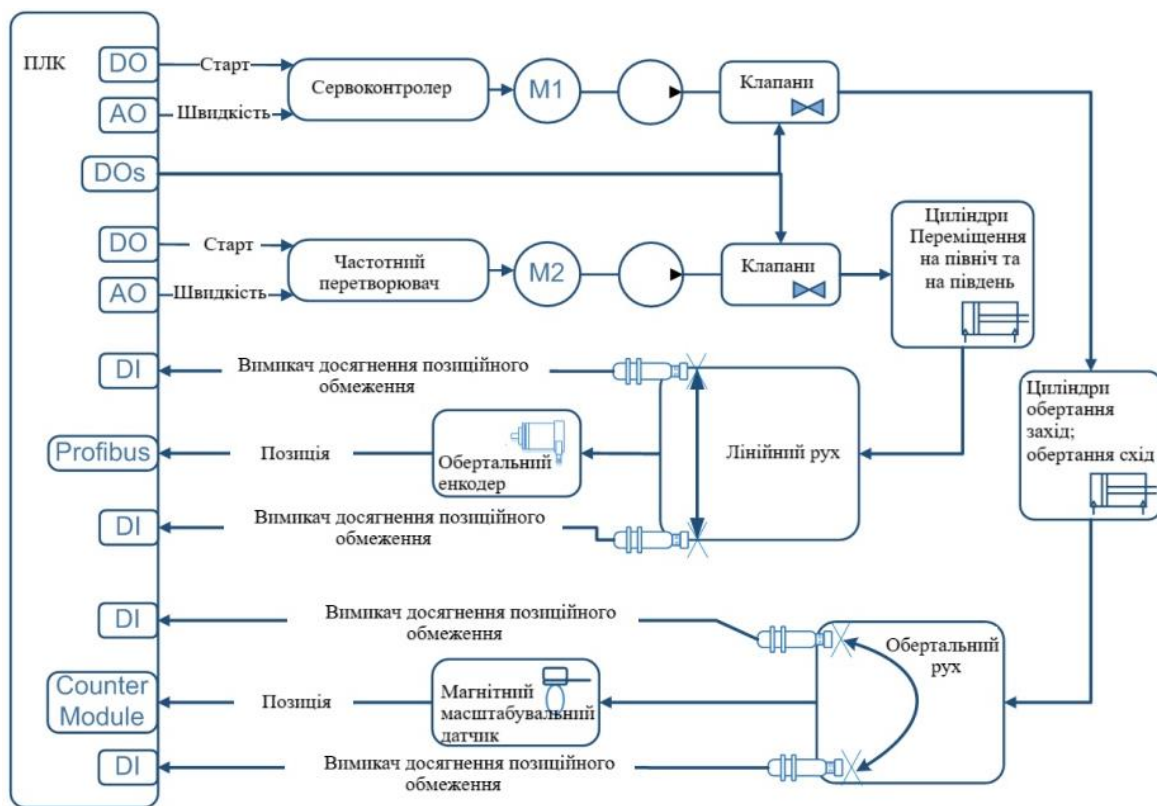 ПЛК
DO
Старт
Сервоконтролер
M1
Клапани
AO
Швидкість
DOs
DO
Старт
Частотний
перетворювач
M2
Клапани
AO
Швидкість
Циліндри
Переміщення
на північ та
на південь
DI
Вимикач досягнення позиційного
обмеження
Циліндри
обертання
захід;
обертання схід
Profibus
Позиція
Обертальний
енкодер
Лінійний рух
DI
Вимикач досягнення позиційного
обмеження
DI
Вимикач досягнення позиційного
обмеження
Обертальний
рух
Counter
Module
Позиція
Магнітний
масштабувальний
датчик
DI
Вимикач досягнення позиційного
обмеження